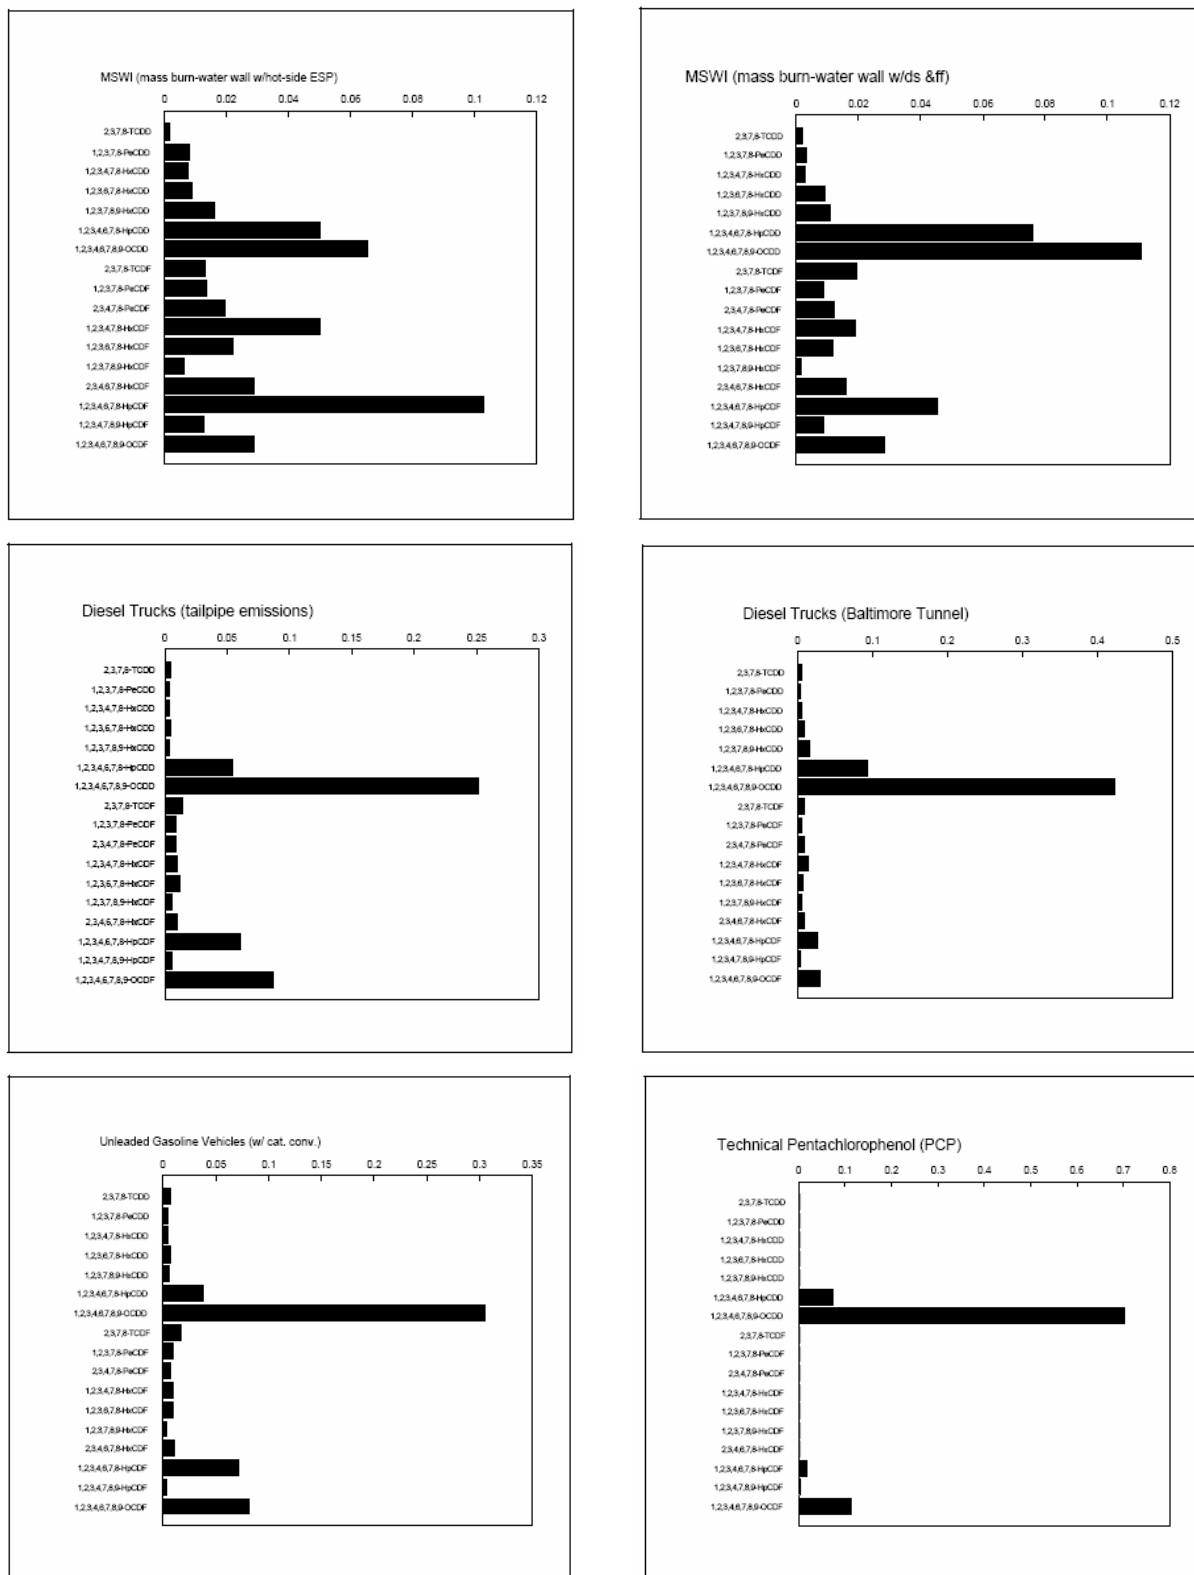 MSWI (mass burn-water wall w/hot-side ESP)
0 0.02 0.04 0.06 0.08 0.1 0.12
2,3,7,8-TCDD
1,2,3,7,8-PeCDD
1,2,3,4,7,8-HxCDD
1,2,3,6,7,8-HxCDD
1,2,3,7,8,9-HxCDD
1,2,3,4,6,7,8-HpCDD
1,2,3,4,6,7,8,9-OCDD
2,3,7,8-TCDF
1,2,3,7,8-PeCDF
2,3,4,7,8-PeCDF
1,2,3,4,7,8-HxCDF
1,2,3,6,7,8-HxCDF
1,2,3,7,8,9-HxCDF
2,3,4,6,7,8-HxCDF
1,2,3,4,6,7,8-HpCDF
1,2,3,4,7,8,9-HpCDF
1,2,3,4,6,7,8,9-OCDF
MSWI (mass burn-water wall w/ds &ff)
0 0.02 0.04 0.06 0.08 0.1 0.12
2,3,7,8-TCDD
1,2,3,7,8-PeCDD
1,2,3,4,7,8-HxCDD
1,2,3,6,7,8-HxCDD
1,2,3,7,8,9-HxCDD
1,2,3,4,6,7,8-HpCDD
1,2,3,4,6,7,8,9-OCDD
2,3,7,8-TCDF
1,2,3,7,8-PeCDF
2,3,4,7,8-PeCDF
1,2,3,4,7,8-HxCDF
1,2,3,6,7,8-HxCDF
1,2,3,7,8,9-HxCDF
2,3,4,6,7,8-HxCDF
1,2,3,4,6,7,8-HpCDF
1,2,3,4,7,8,9-HpCDF
1,2,3,4,6,7,8,9-OCDF
Diesel Trucks (tailpipe emissions)
0 0.05 0.1 0.15 0.2 0.25 0.3
2,3,7,8-TCDD
1,2,3,7,8-PeCDD
1,2,3,4,7,8-HxCDD
1,2,3,6,7,8-HxCDD
1,2,3,7,8,9-HxCDD
1,2,3,4,6,7,8-HpCDD
1,2,3,4,6,7,8,9-OCDD
2,3,7,8-TCDF
1,2,3,7,8-PeCDF
2,3,4,7,8-PeCDF
1,2,3,4,7,8-HxCDF
1,2,3,6,7,8-HxCDF
1,2,3,7,8,9-HxCDF
2,3,4,6,7,8-HxCDF
1,2,3,4,6,7,8-HpCDF
1,2,3,4,7,8,9-HpCDF
1,2,3,4,6,7,8,9-OCDF
Diesel Trucks (Baltimore Tunnel)
0 0.1 0.2 0.3 0.4 0.5
2,3,7,8-TCDD
1,2,3,7,8-PeCDD
1,2,3,4,7,8-HxCDD
1,2,3,6,7,8-HxCDD
1,2,3,7,8,9-HxCDD
1,2,3,4,6,7,8-HpCDD
1,2,3,4,6,7,8,9-OCDD
2,3,7,8-TCDF
1,2,3,7,8-PeCDF
2,3,4,7,8-PeCDF
1,2,3,4,7,8-HxCDF
1,2,3,6,7,8-HxCDF
1,2,3,7,8,9-HxCDF
2,3,4,6,7,8-HxCDF
1,2,3,4,6,7,8-HpCDF
1,2,3,4,7,8,9-HpCDF
1,2,3,4,6,7,8,9-OCDF
Unleaded Gasoline Vehicles (w/ cat. conv.)
0 0.05 0.1 0.15 0.2 0.25 0.3 0.35
2,3,7,8-TCDD
1,2,3,7,8-PeCDD
1,2,3,4,7,8-HxCDD
1,2,3,6,7,8-HxCDD
1,2,3,7,8,9-HxCDD
1,2,3,4,6,7,8-HpCDD
1,2,3,4,6,7,8,9-OCDD
2,3,7,8-TCDF
1,2,3,7,8-PeCDF
2,3,4,7,8-PeCDF
1,2,3,4,7,8-HxCDF
1,2,3,6,7,8-HxCDF
1,2,3,7,8,9-HxCDF
2,3,4,6,7,8-HxCDF
1,2,3,4,6,7,8-HpCDF
1,2,3,4,7,8,9-HpCDF
1,2,3,4,6,7,8,9-OCDF
Technical Pentachlorophenol (PCP)
0 0.1 0.2 0.3 0.4 0.5 0.6 0.7 0.8
2,3,7,8-TCDD
1,2,3,7,8-PeCDD
1,2,3,4,7,8-HxCDD
1,2,3,6,7,8-HxCDD
1,2,3,7,8,9-HxCDD
1,2,3,4,6,7,8-HpCDD
1,2,3,4,6,7,8,9-OCDD
2,3,7,8-TCDF
1,2,3,7,8-PeCDF
2,3,4,7,8-PeCDF
1,2,3,4,7,8-HxCDF
1,2,3,6,7,8-HxCDF
1,2,3,7,8,9-HxCDF
2,3,4,6,7,8-HxCDF
1,2,3,4,6,7,8-HpCDF
1,2,3,4,7,8,9-HpCDF
1,2,3,4,6,7,8,9-OCDF